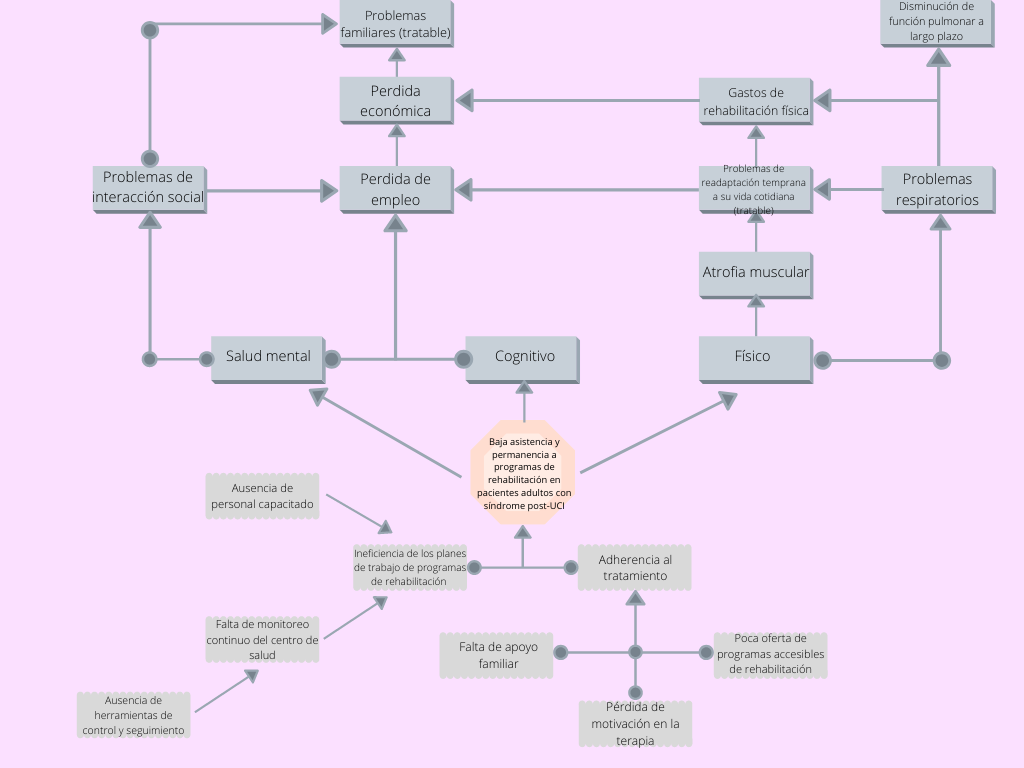 Problemas
familiares (tratable)
Disminución de
función pulmonar a
largo plazo
Perdida
económica
Gastos de
rehabilitación física
Problemas de
interacción social
Perdida de
empleo
Problemas de
readaptación temprana
a su vida cotidiana
(tratable)
Problemas
respiratorios
Atrofia muscular
Salud mental
Cognitivo
Físico
Baja asistencia y
permanencia a
programas de
rehabilitación en
pacientes adultos con
síndrome post-UCI
Ausencia de
personal capacitado
Ineficiencia de los planes
de trabajo de programas
de rehabilitación
Adherencia al
tratamiento
Falta de monitoreo
continuo del centro de
salud
Falta de apoyo
familiar
Poca oferta de
programas accesibles
de rehabilitación
Ausencia de
herramientas de
control y seguimiento
Pérdida de
motivación en la
terapia